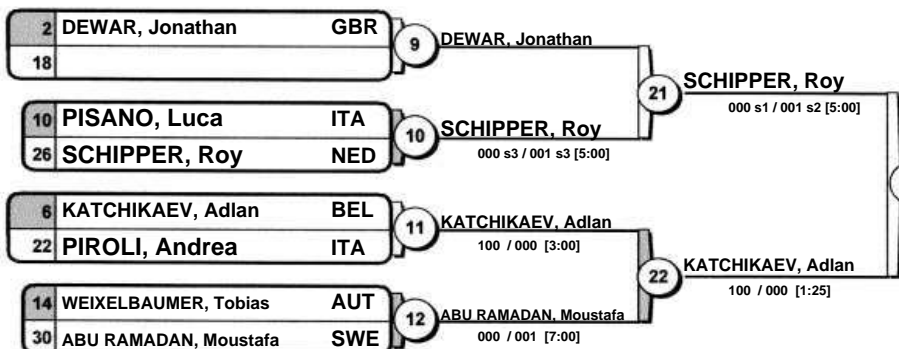 2 DEWAR, Jonathan GBR
18
9
DEWAR, Jonathan
10 PISANO, Luca ITA
26 SCHIPPER, Roy NED
10
SCHIPPER, Roy
000 s3 / 001 s3 [5:00]
21
SCHIPPER, Roy
000 s1 / 001 s2 [5:00]
6 KATCHIKAEV, Adlan BEL
22 PIROLI, Andrea ITA
11
KATCHIKAEV, Adlan
100 / 000 [3:00]
14 WEIXELBAUMER, Tobias AUT
30 ABU RAMADAN, Moustafa SWE
12
ABU RAMADAN, Moustafa
000 / 001 [7:00]
22
KATCHIKAEV, Adlan
100 / 000 [1:25]